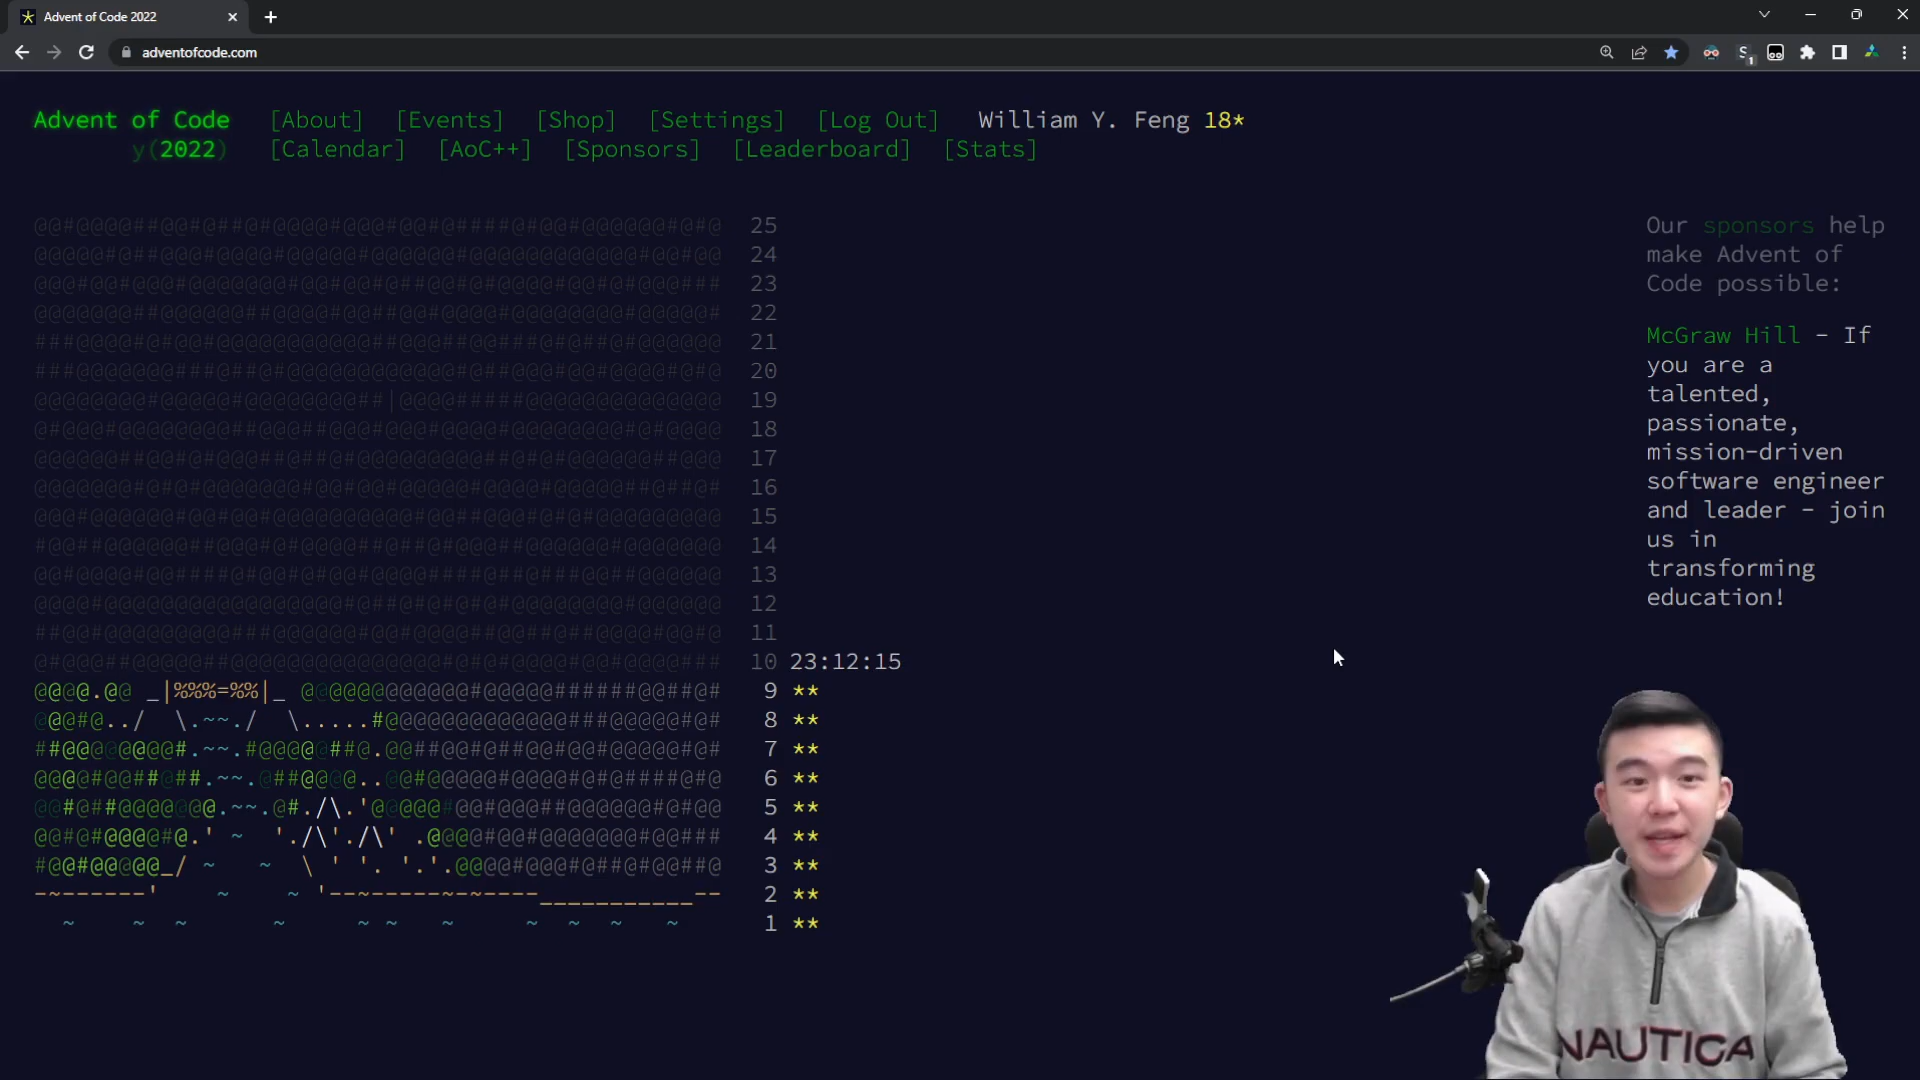 Advent of Code 2022
adventofcode.com
Advent of Code [About] [Events] [Shop] [Settings] [Log Out] William Y. Feng 18*
y(2022) [Calendar] [AoC++] [Sponsors] [Leaderboard] [Stats]
25
24
23
22
21
20
19
18
17
16
15
14
13
12
11
10 23:12:15
9 **
8 **
7 **
6 **
5 **
4 **
3 **
2 **
1 **
Our sponsors help
make Advent of
Code possible:
McGraw Hill - If
you are a
talented,
passionate,
mission-driven
software engineer
and leader - join
us in
transforming
education!
NAUTICA